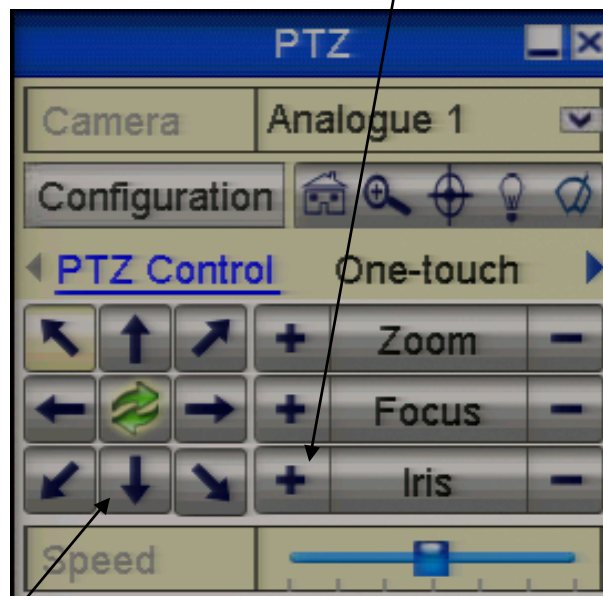 PTZ
Camera Analogue 1
Configuration
PTZ Control One-touch
+ Zoom −
+ Focus −
+ Iris −
Speed